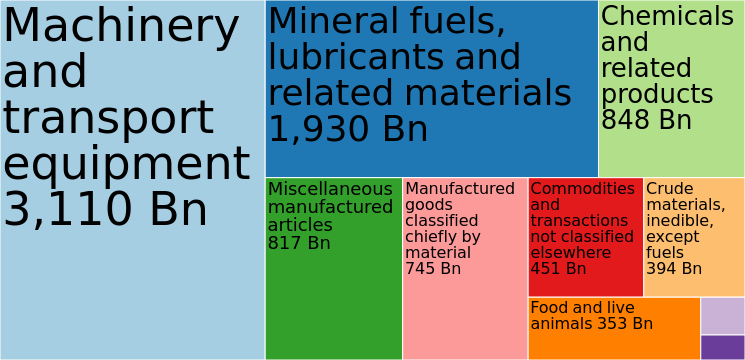 Machinery
and
transport
equipment
3,110 Bn
Mineral fuels,
lubricants and
related materials
1,930 Bn
Chemicals
and
related
products
848 Bn
Miscellaneous
manufactured
articles
817 Bn
Manufactured
goods
classified
chiefly by
material
745 Bn
Commodities
and
transactions
not classified
elsewhere
451 Bn
Crude
materials,
inedible,
except
fuels
394 Bn
Food and live
animals 353 Bn